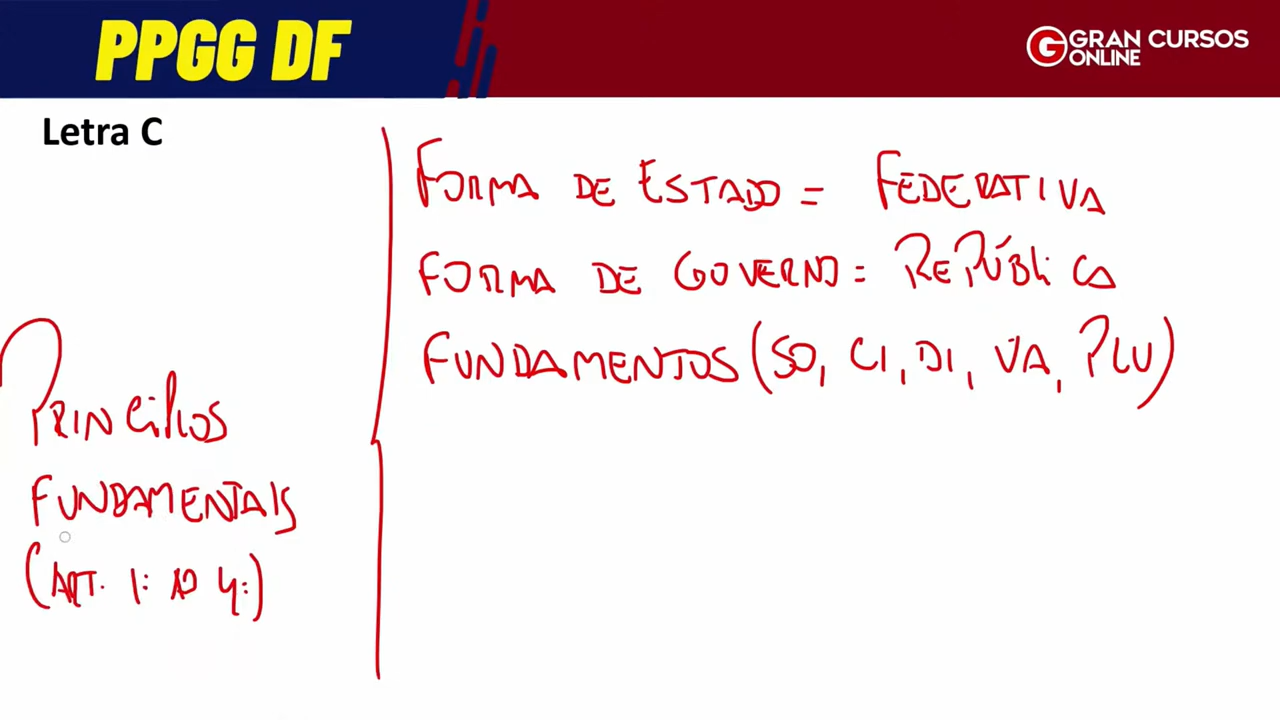 PPGG DF
GRAN CURSOS
ONLINE
Letra C
FORMA DE ESTADO = FEDERATIVA
FORMA DE GOVERNO = REPÚBLICA
FUNDAMENTOS (SO, CI, DI, VA, PLU)
PRINCÍPIOS
FUNDAMENTAIS
(ART. 1º AO 4º)